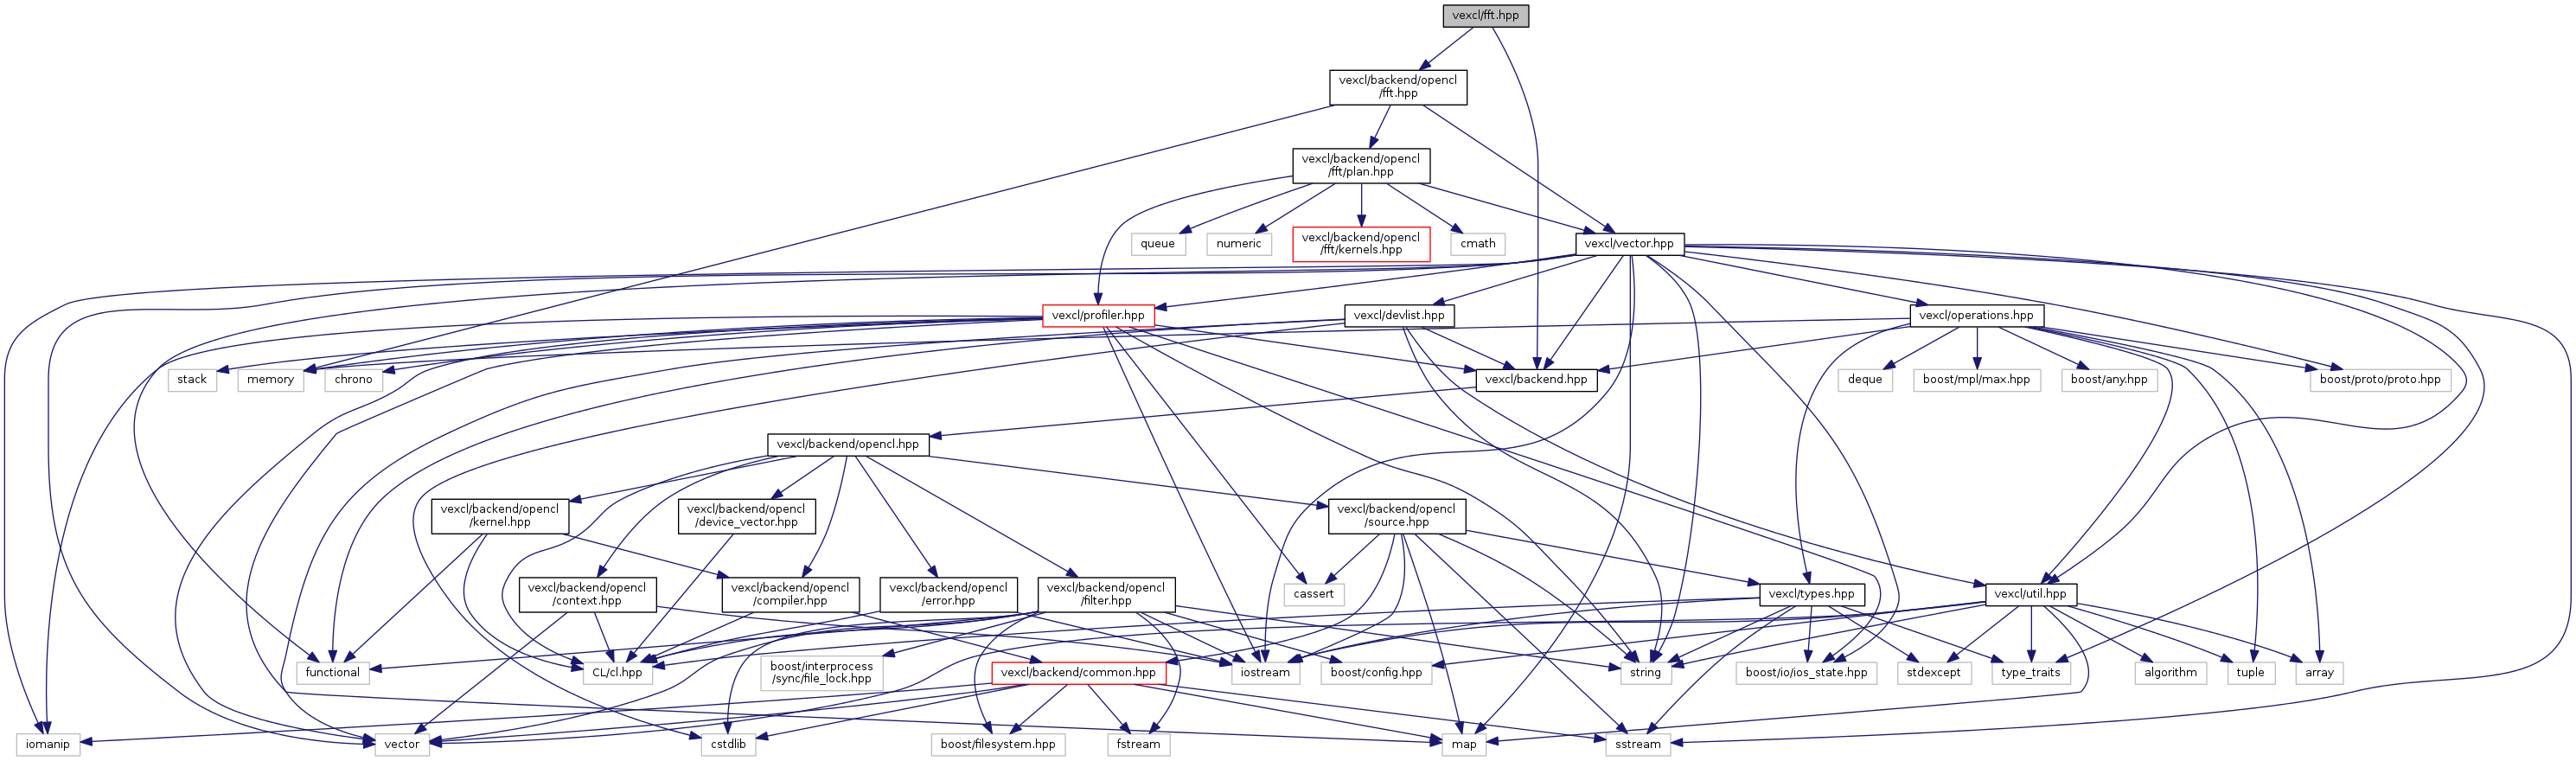 vexcl/fft.hpp
vexcl/backend/opencl
/fft.hpp
vexcl/backend/opencl
/fft/plan.hpp
queue
numeric
vexcl/backend/opencl
/fft/kernels.hpp
cmath
vexcl/vector.hpp
vexcl/profiler.hpp
vexcl/devlist.hpp
vexcl/operations.hpp
stack
memory
chrono
vexcl/backend.hpp
deque
boost/mpl/max.hpp
boost/any.hpp
boost/proto/proto.hpp
vexcl/backend/opencl.hpp
vexcl/backend/opencl
/kernel.hpp
vexcl/backend/opencl
/device_vector.hpp
vexcl/backend/opencl
/source.hpp
vexcl/backend/opencl
/context.hpp
vexcl/backend/opencl
/compiler.hpp
vexcl/backend/opencl
/error.hpp
vexcl/backend/opencl
/filter.hpp
cassert
vexcl/types.hpp
vexcl/util.hpp
functional
CL/cl.hpp
boost/interprocess
/sync/file_lock.hpp
vexcl/backend/common.hpp
iostream
boost/config.hpp
string
boost/io/ios_state.hpp
stdexcept
type_traits
algorithm
tuple
array
iomanip
vector
cstdlib
boost/filesystem.hpp
fstream
map
sstream